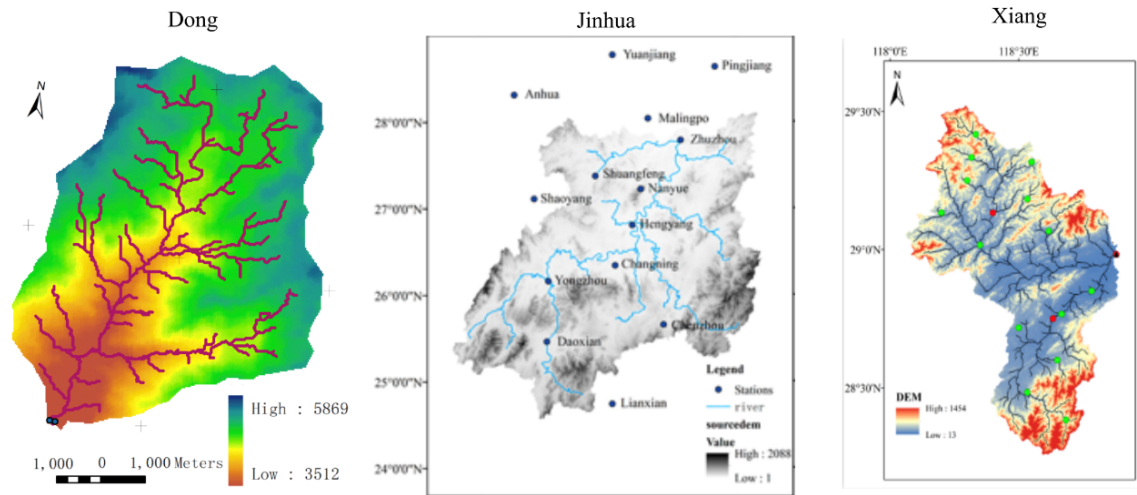 Dong
Jinhua
Xiang
N
High : 5869
Low : 3512
1,000 0 1,000 Meters
28°0'0"N
27°0'0"N
26°0'0"N
25°0'0"N
24°0'0"N
Yuanjiang
Pingjiang
Anhua
Malingpo
Zhuzhou
Shuangfeng
Nanyue
Shaoyang
Hengyang
Changning
Yongzhou
Chenzhou
Daoxian
Lianxian
Legend
Stations
river
sourcedem
Value
High : 2088
Low : 1
118°0'E
118°30'E
N
29°30'N
29°0'N
28°30'N
DEM
High : 1454
Low : 13